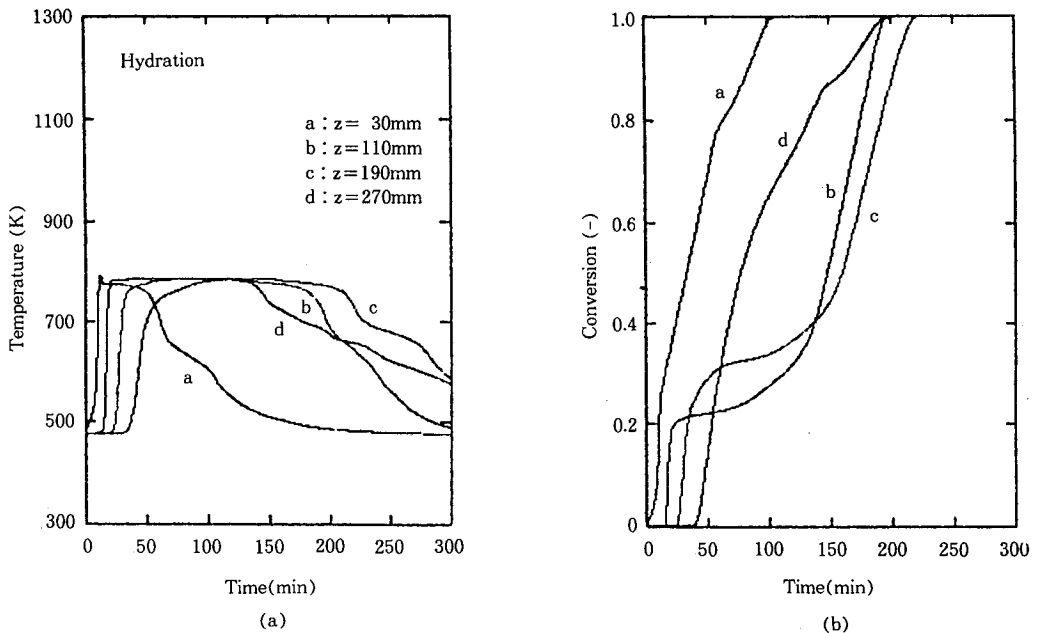 1300
1100
900
700
500
300
Temperature (K)
Hydration
a : z= 30mm
b : z=110mm
c : z=190mm
d : z=270mm
a
b
c
d
0 50 100 150 200 250 300
Time(min)
(a)
1.0
0.8
0.6
0.4
0.2
0
Conversion (-)
a
d
b
c
0 50 100 150 200 250 300
Time(min)
(b)